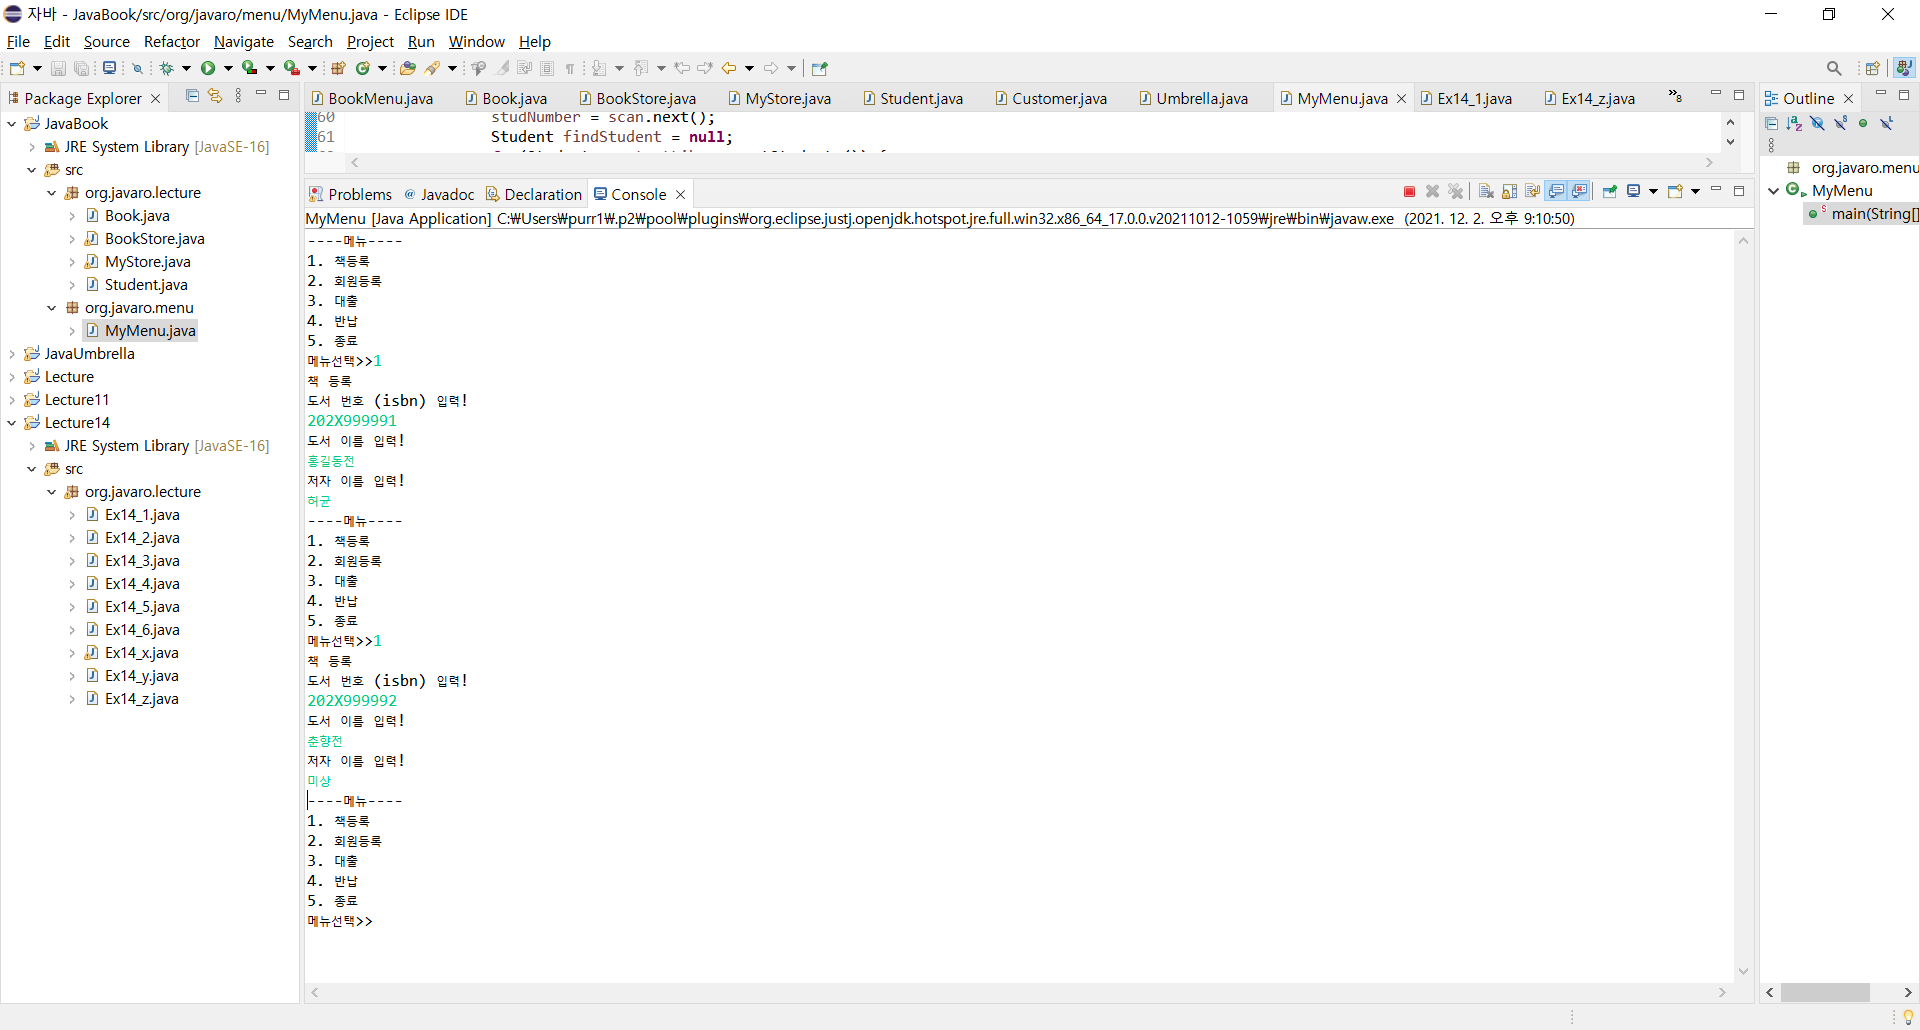 자바 - JavaBook/src/org/javaro/menu/MyMenu.java - Eclipse IDE
File Edit Source Refactor Navigate Search Project Run Window Help
Package Explorer
JavaBook
JRE System Library [JavaSE-16]
src
org.javaro.lecture
Book.java
BookStore.java
MyStore.java
Student.java
org.javaro.menu
MyMenu.java
JavaUmbrella
Lecture
Lecture11
Lecture14
JRE System Library [JavaSE-16]
src
org.javaro.lecture
Ex14_1.java
Ex14_2.java
Ex14_3.java
Ex14_4.java
Ex14_5.java
Ex14_6.java
Ex14_x.java
Ex14_y.java
Ex14_z.java
BookMenu.java Book.java BookStore.java MyStore.java Student.java Customer.java Umbrella.java MyMenu.java Ex14_1.java Ex14_z.java »8
60 studNumber = scan.next();
61 Student findStudent = null;
Problems @ Javadoc Declaration Console
MyMenu [Java Application] C:₩Users₩purr1₩.p2₩pool₩plugins₩org.eclipse.justj.openjdk.hotspot.jre.full.win32.x86_64_17.0.0.v20211012-1059₩jre₩bin₩javaw.exe (2021. 12. 2. 오후 9:10:50)
----메뉴----
1. 책등록
2. 회원등록
3. 대출
4. 반납
5. 종료
메뉴선택>>1
책 등록
도서 번호 (isbn) 입력!
202X999991
도서 이름 입력!
홍길동전
저자 이름 입력!
허균
----메뉴----
1. 책등록
2. 회원등록
3. 대출
4. 반납
5. 종료
메뉴선택>>1
책 등록
도서 번호 (isbn) 입력!
202X999992
도서 이름 입력!
춘향전
저자 이름 입력!
미상
----메뉴----
1. 책등록
2. 회원등록
3. 대출
4. 반납
5. 종료
메뉴선택>>
Outline
org.javaro.menu
MyMenu
main(String[]